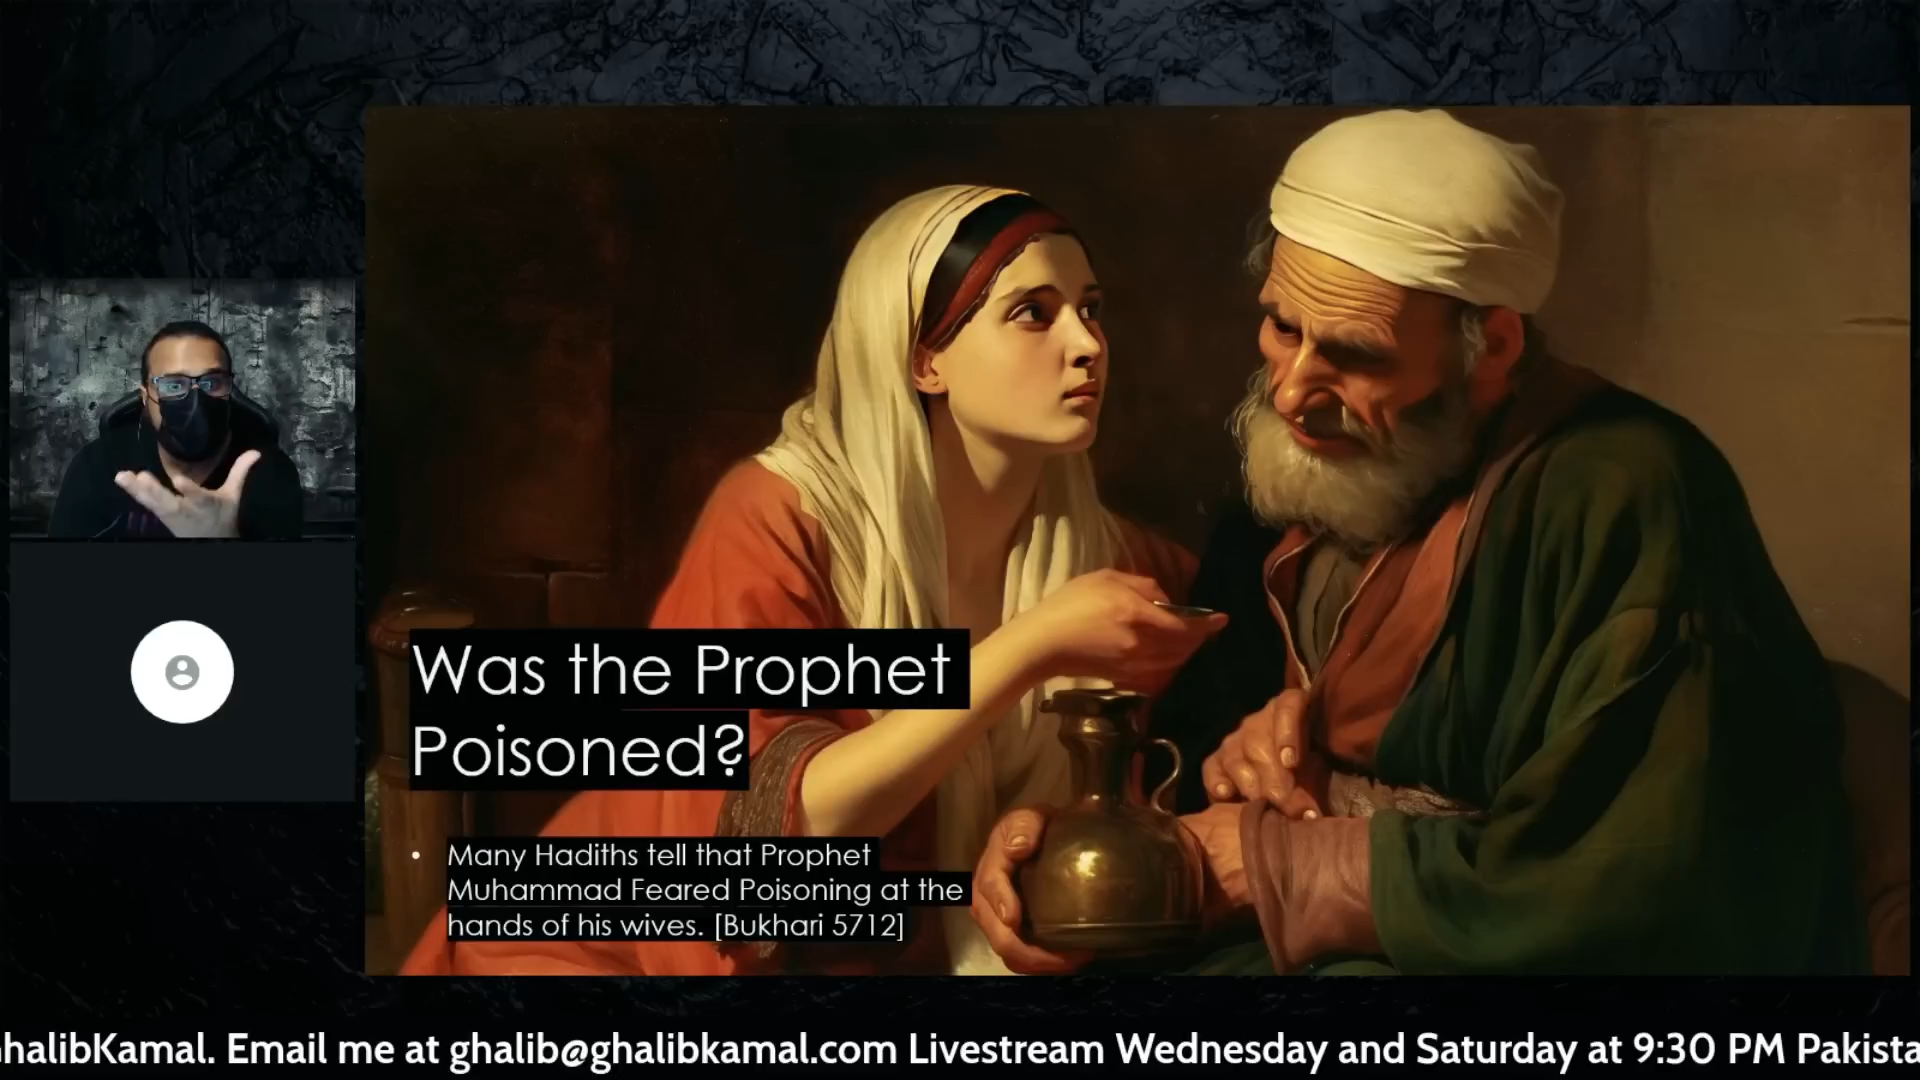 Was the Prophet
Poisoned?
• Many Hadiths tell that Prophet
Muhammad Feared Poisoning at the
hands of his wives. [Bukhari 5712]
halibKamal. Email me at ghalib@ghalibkamal.com Livestream Wednesday and Saturday at 9:30 PM Pakista